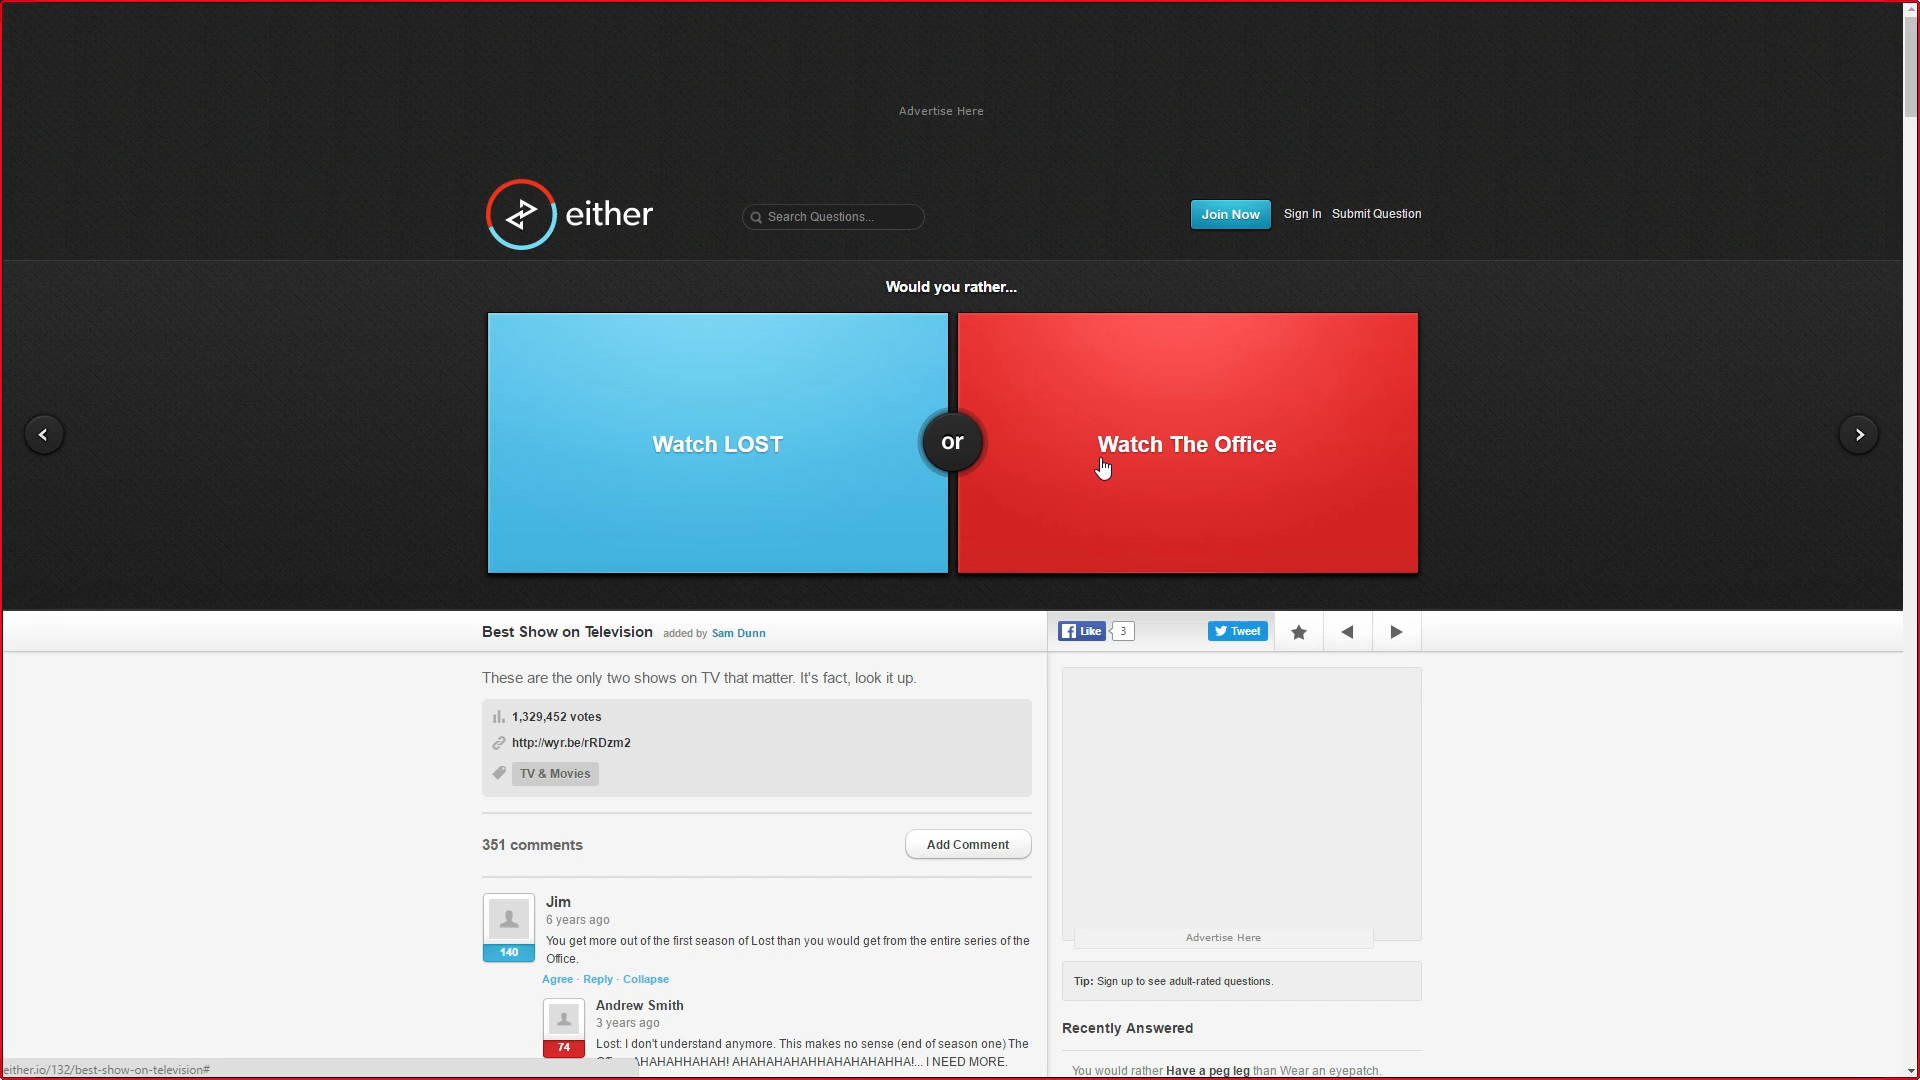 Advertise Here
either
Search Questions...
Join Now
Sign In
Submit Question
Would you rather...
Watch LOST
or
Watch The Office
Best Show on Television added by Sam Dunn
Like
3
Tweet
These are the only two shows on TV that matter. It's fact, look it up.
1,329,452 votes
http://wyr.be/rRDzm2
TV & Movies
351 comments
Add Comment
Jim
6 years ago
140
You get more out of the first season of Lost than you would get from the entire series of the
Office.
Agree · Reply · Collapse
Andrew Smith
3 years ago
74
Lost: I don't understand anymore. This makes no sense (end of season one) The
AHAHAHHAHAH! AHAHAHAHAHHAHAHAHAHHA!... I NEED MORE.
Advertise Here
Tip: Sign up to see adult-rated questions.
Recently Answered
You would rather Have a peg leg than Wear an eyepatch.
either.io/132/best-show-on-television#